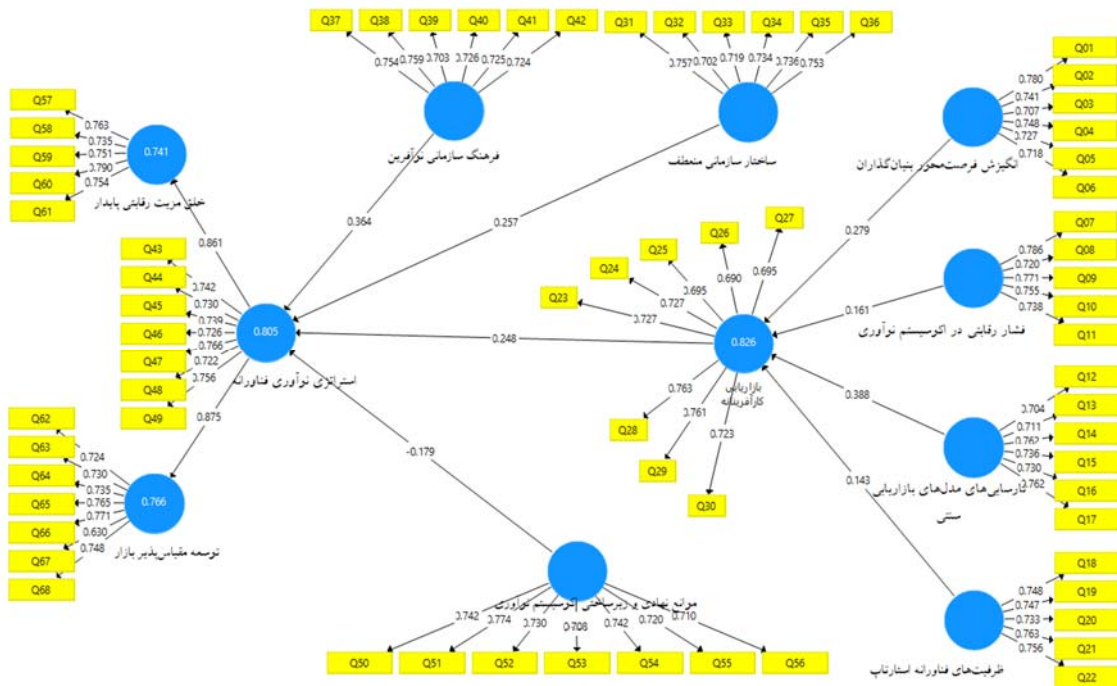 Q37
Q38
Q39
Q40
Q41
Q42
0.754
0.759
0.703
0.726
0.725
0.724
فرهنگ سازمانی نوآفرین
Q31
Q32
Q33
Q34
Q35
Q36
0.757
0.702
0.719
0.734
0.736
0.753
ساختار سازمانی منعطف
Q01
Q02
Q03
Q04
Q05
Q06
0.780
0.741
0.707
0.748
0.727
0.718
انگیزش فرصت‌محور بنیان‌گذاران
Q57
Q58
Q59
Q60
Q61
0.763
0.735
0.751
0.790
0.754
0.741
خلق مزیت رقابتی پایدار
0.364
0.257
0.279
0.861
Q07
Q08
Q09
Q10
Q11
0.786
0.720
0.771
0.755
0.738
فشار رقابتی در اکوسیستم نوآوری
0.161
Q43
Q44
Q45
Q46
Q47
Q48
Q49
0.742
0.730
0.739
0.726
0.766
0.722
0.756
0.805
استراتژی نوآوری فناورانه
0.248
Q23
Q24
Q25
Q26
Q27
0.727
0.727
0.695
0.690
0.695
0.826
بازاریابی
کارآفرینانه
0.763
0.761
0.723
Q28
Q29
Q30
0.388
Q12
Q13
Q14
Q15
Q16
Q17
0.704
0.711
0.762
0.736
0.730
0.762
نارسایی‌های مدل‌های بازاریابی
سنتی
0.875
-0.179
0.143
Q62
Q63
Q64
Q65
Q66
Q67
Q68
0.724
0.730
0.735
0.765
0.771
0.630
0.748
0.766
توسعه مقیاس‌پذیر بازار
موانع نهادی و زیرساختی اکوسیستم نوآوری
0.742
0.774
0.730
0.708
0.742
0.720
0.710
Q50
Q51
Q52
Q53
Q54
Q55
Q56
Q18
Q19
Q20
Q21
Q22
0.748
0.747
0.733
0.763
0.756
ظرفیت‌های فناورانه استارتاپ